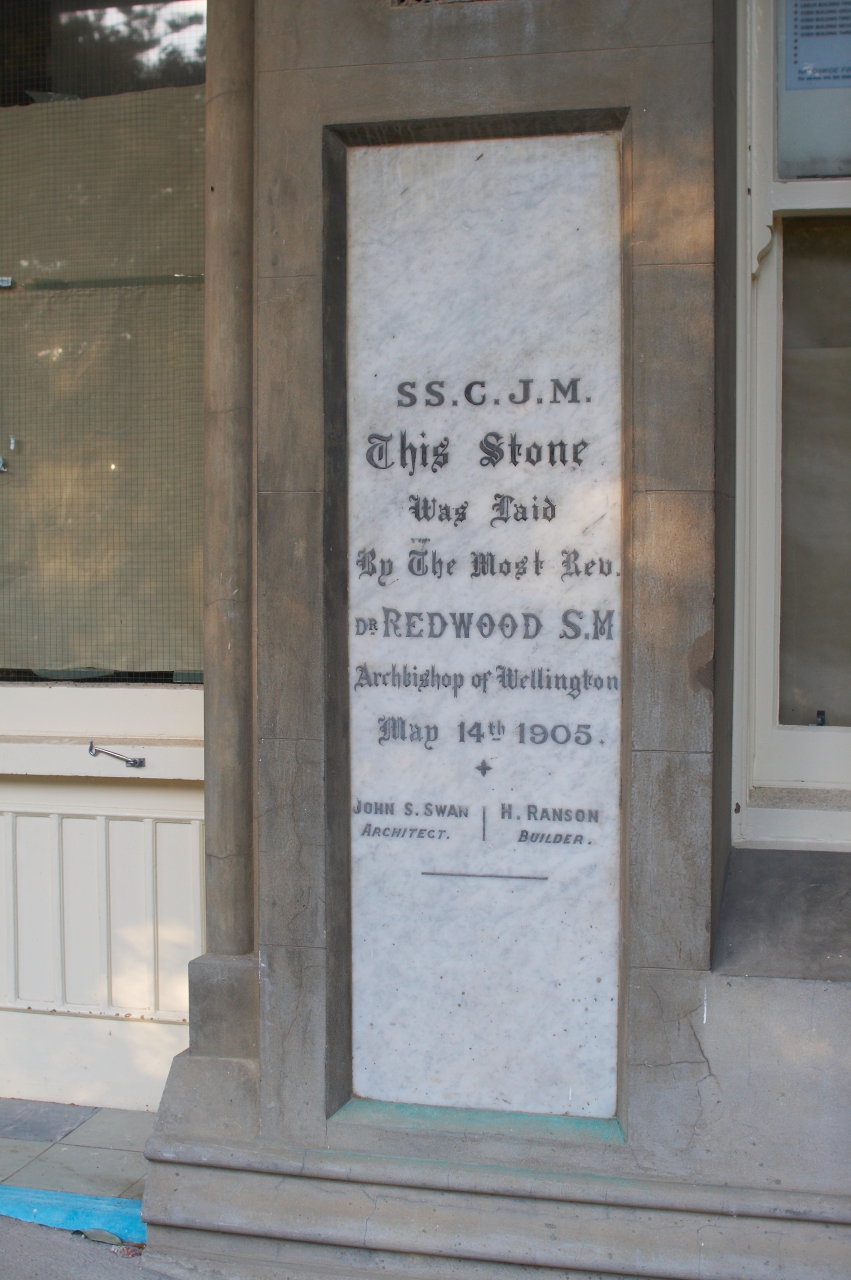 SS.C.J.M.
This Stone
Was Laid
By The Most Rev.
DR REDWOOD S.M
Archbishop of Wellington
May 14th 1905.
JOHN S. SWAN | H. RANSON
ARCHITECT. | BUILDER.